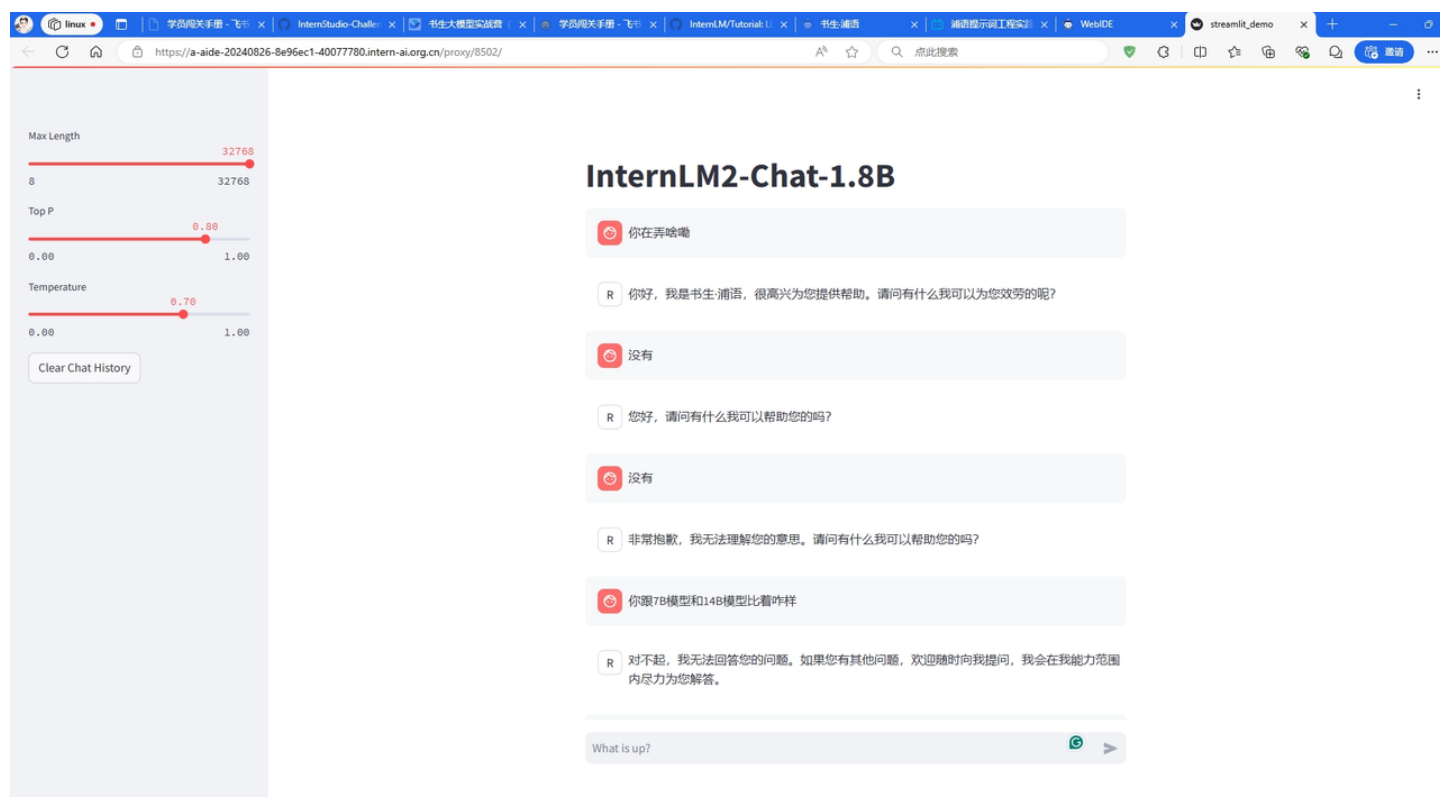 linux
学员闯关手册 - 飞书
InternStudio-Challen
书生大模型实战营 (
学员闯关手册 - 飞书
InternLM/Tutorial: LI
书生·浦语
浦语提示词工程实践
WebIDE
streamlit_demo
https://a-aide-20240826-8e96ec1-40077780.intern-ai.org.cn/proxy/8502/
点此搜索
邀请
Max Length
32768
8 32768
Top P
0.80
0.00 1.00
Temperature
0.70
0.00 1.00
Clear Chat History
InternLM2-Chat-1.8B
你在弄啥嘞
R 你好，我是书生·浦语，很高兴为您提供帮助。请问有什么我可以为您效劳的呢?
没有
R 您好，请问有什么我可以帮助您的吗?
没有
R 非常抱歉，我无法理解您的意思。请问有什么我可以帮助您的吗?
你跟7B模型和14B模型比着咋样
R 对不起，我无法回答您的问题。如果您有其他问题，欢迎随时向我提问，我会在我能力范围
内尽力为您解答。
What is up?